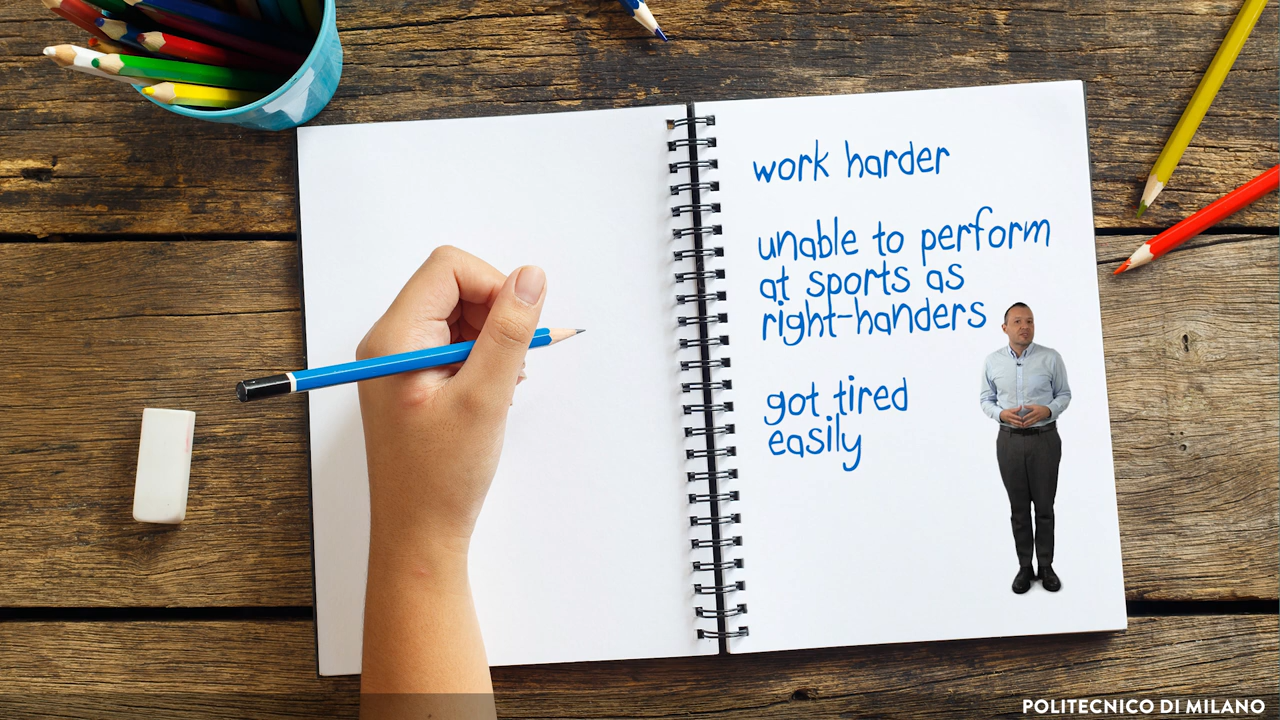 work harder
unable to perform
at sports as
right-handers
got tired
easily
POLITECNICO DI MILANO